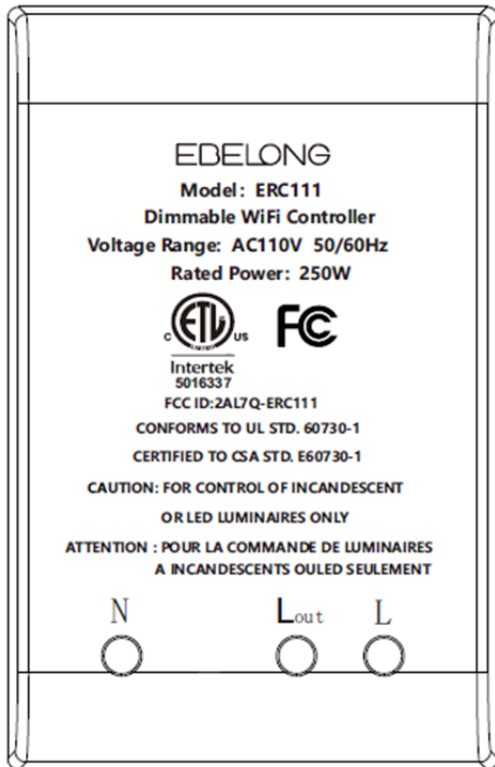 EBELONG
Model: ERC111
Dimmable WiFi Controller
Voltage Range: AC110V 50/60Hz
Rated Power: 250W
C ETL US FC
Intertek
5016337
FCC ID:2AL7Q-ERC111
CONFORMS TO UL STD. 60730-1
CERTIFIED TO CSA STD. E60730-1
CAUTION: FOR CONTROL OF INCANDESCENT
OR LED LUMINAIRES ONLY
ATTENTION : POUR LA COMMANDE DE LUMINAIRES
A INCANDESCENTS OULED SEULEMENT
N Lout L